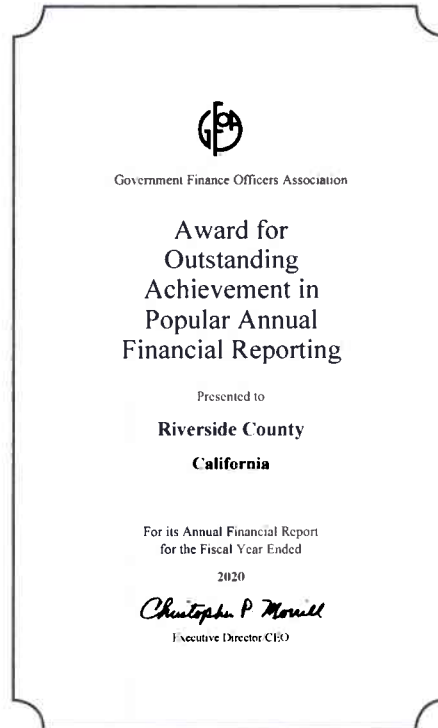 GFOA
Government Finance Officers Association
Award for
Outstanding
Achievement in
Popular Annual
Financial Reporting
Presented to
Riverside County
California
For its Annual Financial Report
for the Fiscal Year Ended
2020
Christopher P Morrill
Executive Director/CEO